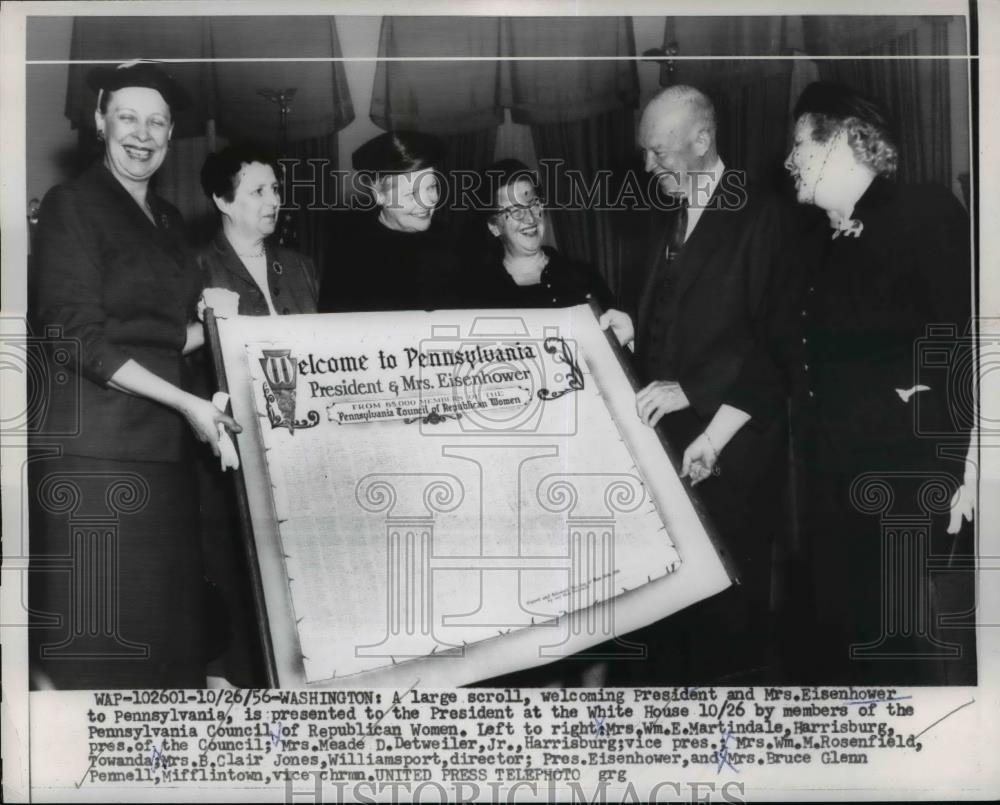 HISTORIC IMAGES
Welcome to Pennsylvania
President & Mrs. Eisenhower
FROM 65,000 MEMBERS OF THE
Pennsylvania Council of Republican Women
WAP-102601-10/26/56-WASHINGTON: A large scroll, welcoming President and Mrs.Eisenhower
to Pennsylvania, is presented to the President at the White House 10/26 by members of the
Pennsylvania Council of Republican Women. Left to right:Mrs.Wm.E.Martindale, Harrisburg,
pres.of the Council; Mrs.Meade D.Detweiler,Jr.,Harrisburg;vice pres.; Mrs.Wm.M.Rosenfield,
Towanda;Mrs.B.Clair Jones,Williamsport,director; Pres.Eisenhower,and Mrs.Bruce Glenn
Pennell,Mifflintown,vice chrmn.UNITED PRESS TELEPHOTO grg
HISTORIC IMAGES